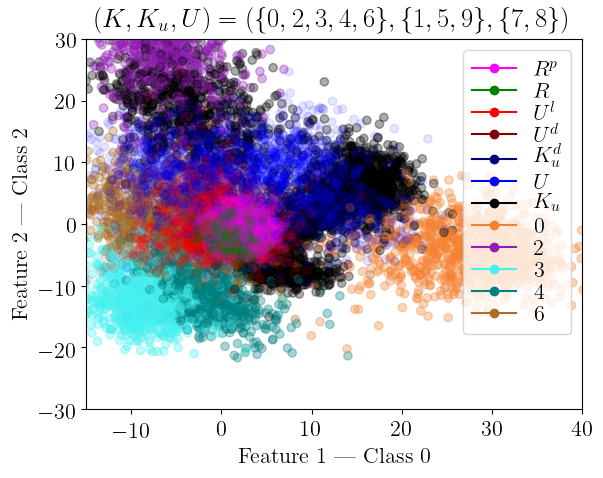 (K, K_u, U) = ({0, 2, 3, 4, 6}, {1, 5, 9}, {7, 8})
30
20
10
0
−10
−20
−30
Feature 2 — Class 2
R^p
R
U^l
U^d
K_u^d
U
K_u
0
2
3
4
6
−10
0
10
20
30
40
Feature 1 — Class 0